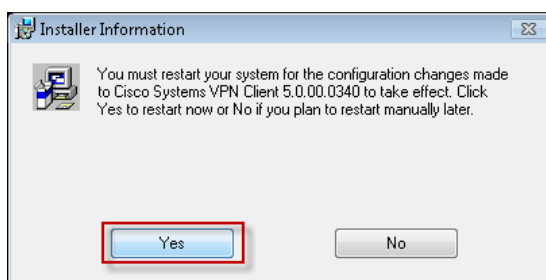 Installer Information
You must restart your system for the configuration changes made
to Cisco Systems VPN Client 5.0.00.0340 to take effect. Click
Yes to restart now or No if you plan to restart manually later.
Yes
No